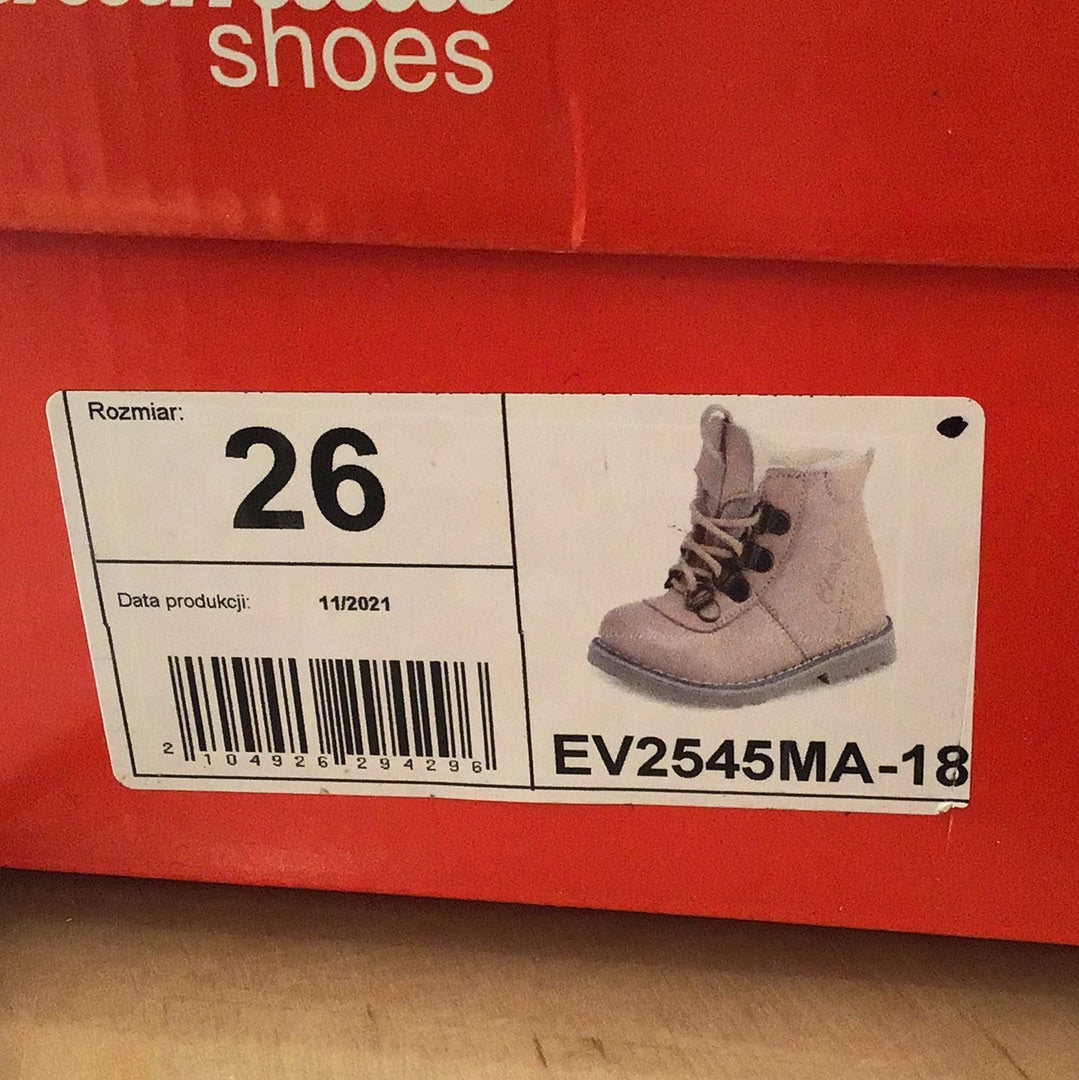 shoes
Rozmiar:
26
Data produkcji: 11/2021
2 104926 294296
EV2545MA-18